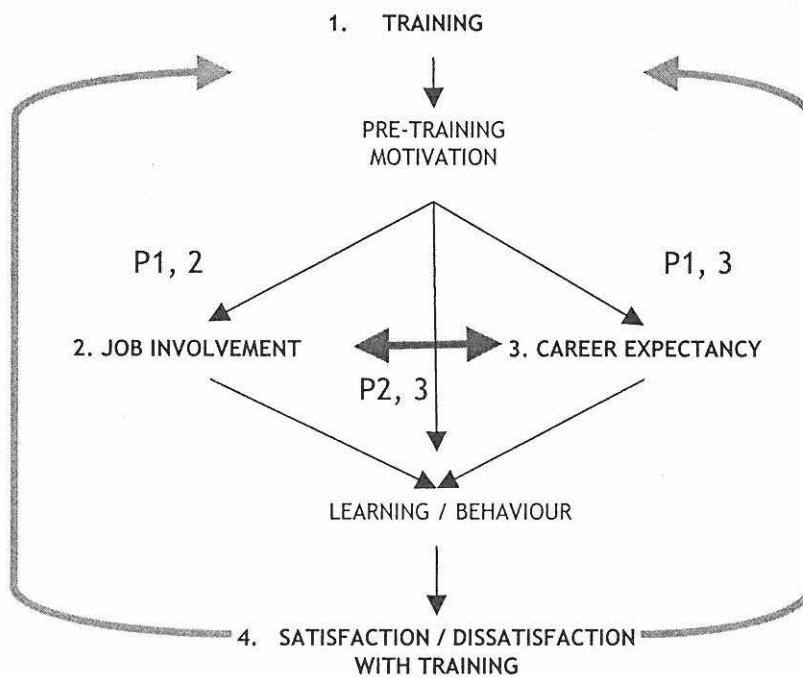 1. TRAINING
PRE-TRAINING
MOTIVATION
P1, 2
P1, 3
2. JOB INVOLVEMENT
3. CAREER EXPECTANCY
P2, 3
LEARNING / BEHAVIOUR
4. SATISFACTION / DISSATISFACTION
WITH TRAINING